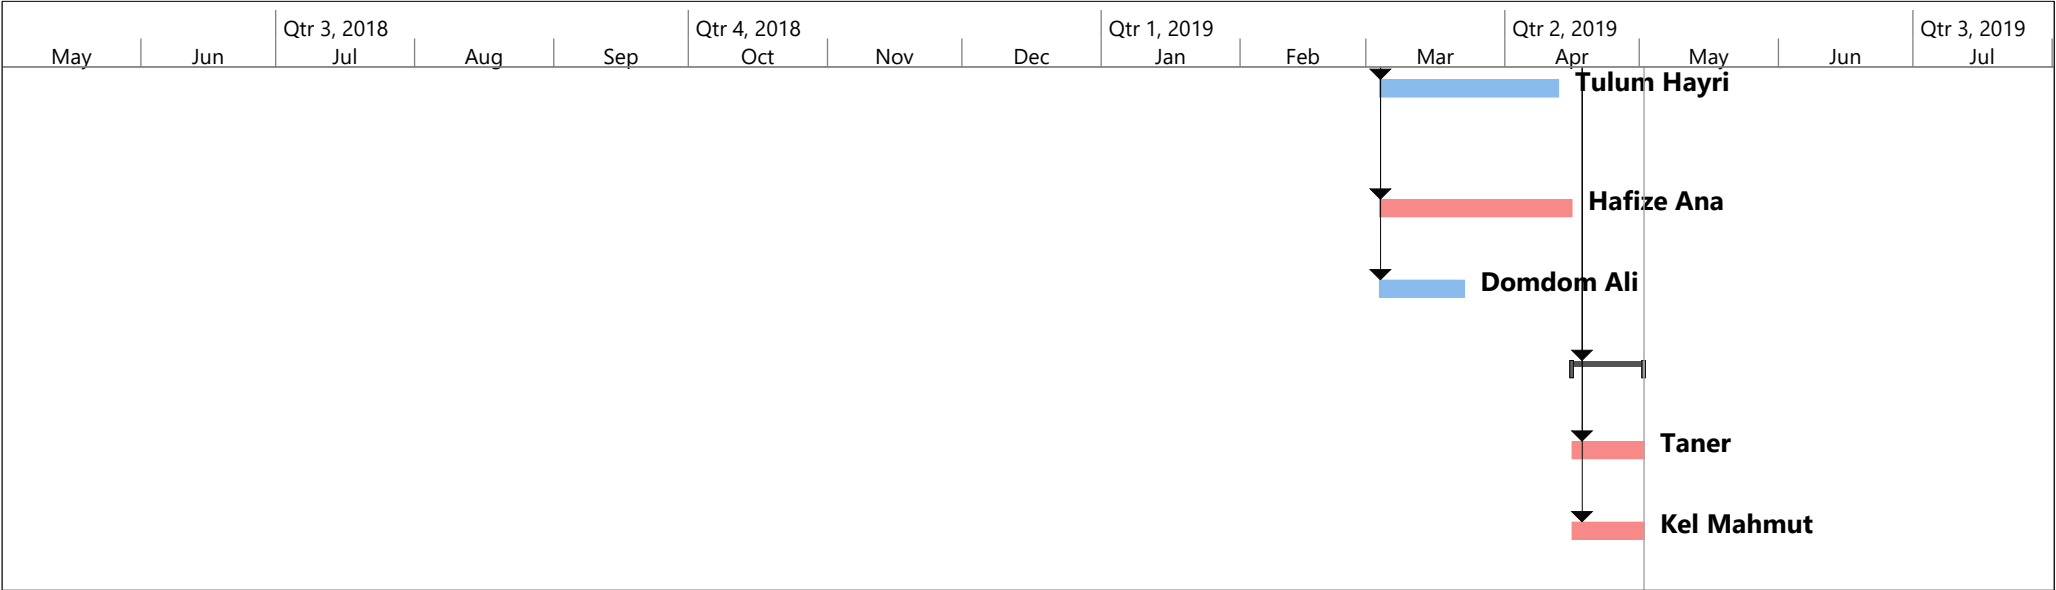 Qtr 3, 2018 Qtr 4, 2018 Qtr 1, 2019 Qtr 2, 2019 Qtr 3, 2019
May Jun Jul Aug Sep Oct Nov Dec Jan Feb Mar Apr May Jun Jul
Tulum Hayri
Hafize Ana
Domdom Ali
Taner
Kel Mahmut